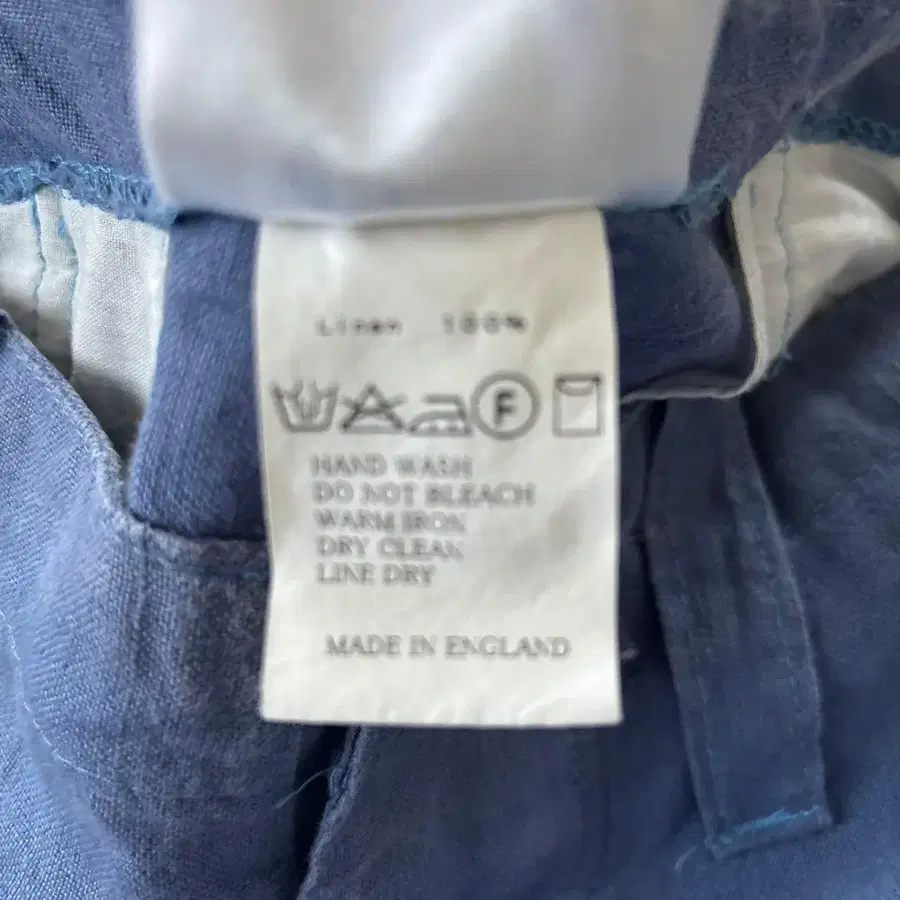 Linen 100%
F
HAND WASH
DO NOT BLEACH
WARM IRON
DRY CLEAN
LINE DRY
MADE IN ENGLAND